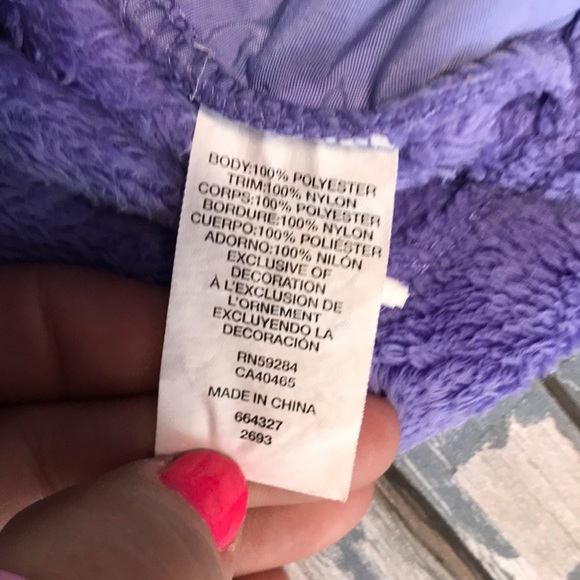 BODY:100% POLYESTER
TRIM:100% NYLON
CORPS:100% POLYESTER
BORDURE:100% NYLON
CUERPO:100% POLIÉSTER
ADORNO:100% NILÓN
EXCLUSIVE OF
DECORATION
À L'EXCLUSION DE
L'ORNEMENT
EXCLUYENDO LA
DECORACIÓN
RN59284
CA40465
MADE IN CHINA
664327
2693